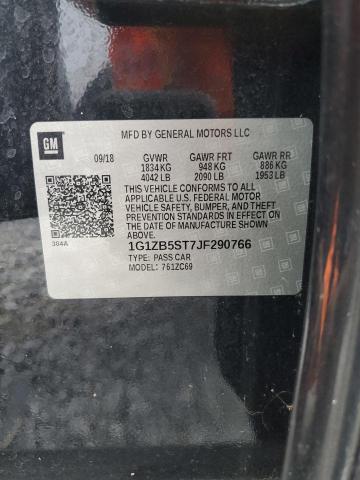 MFD BY GENERAL MOTORS LLC
GM
09/18 GVWR GAWR FRT GAWR RR
1834 KG 948 KG 886 KG
4042 LB 2090 LB 1953 LB
THIS VEHICLE CONFORMS TO ALL
APPLICABLE U.S. FEDERAL MOTOR
VEHICLE SAFETY, BUMPER, AND THEFT
PREVENTION STANDARDS IN EFFECT ON
THE DATE OF MANUFACTURE SHOWN
ABOVE.
384A
1G1ZB5ST7JF290766
TYPE: PASS CAR
MODEL: 761ZC69